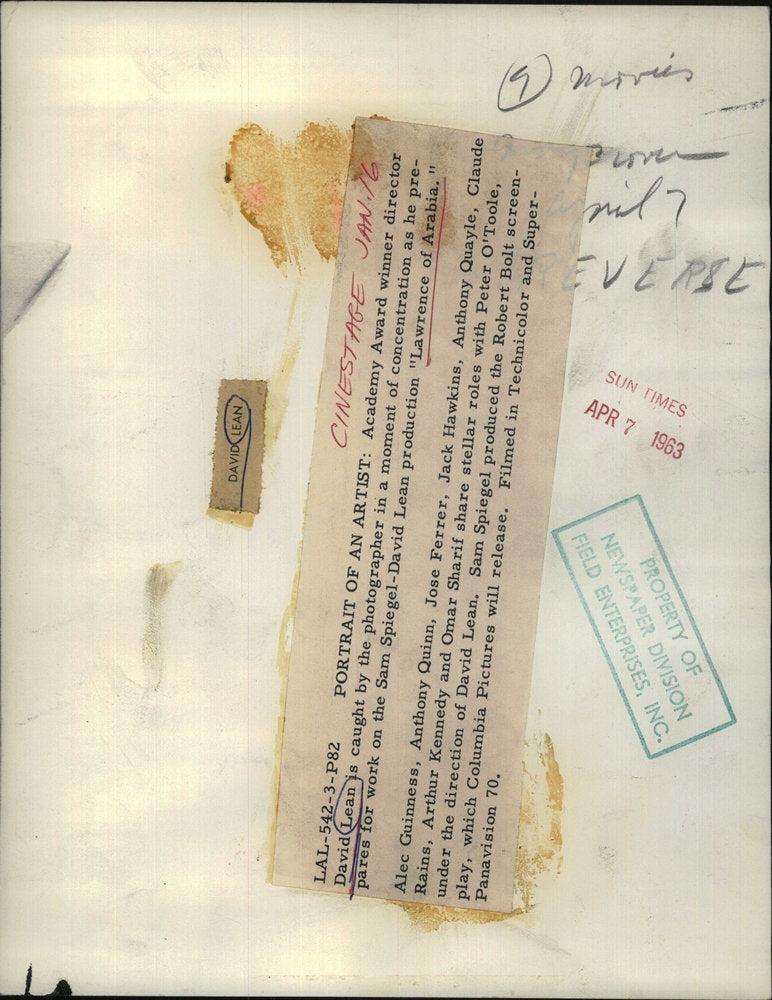 (9) movies
April 7
REVERSE
CINESTAGE JAN. 16
LAL-542-3-P82 PORTRAIT OF AN ARTIST: Academy Award winner director
David Lean is caught by the photographer in a moment of concentration as he pre-
pares for work on the Sam Spiegel-David Lean production "Lawrence of Arabia."
Alec Guinness, Anthony Quinn, Jose Ferrer, Jack Hawkins, Anthony Quayle, Claude
Rains, Arthur Kennedy and Omar Sharif share stellar roles with Peter O'Toole,
under the direction of David Lean. Sam Spiegel produced the Robert Bolt screen-
play, which Columbia Pictures will release. Filmed in Technicolor and Super-
Panavision 70.
DAVID LEAN
SUN TIMES
APR 7 1963
PROPERTY OF
NEWSPAPER DIVISION
FIELD ENTERPRISES, INC.